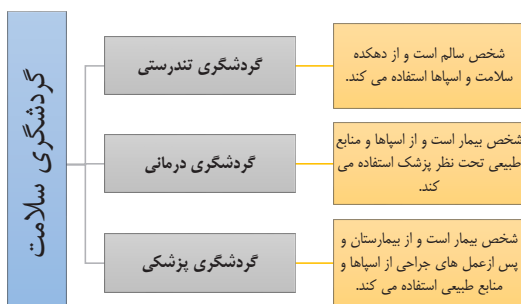 گردشگری سلامت
گردشگری تندرستی
شخص سالم است و از دهکده
سلامت و اسپاها استفاده می کند.
گردشگری درمانی
شخص بیمار است و از اسپاها و منابع
طبیعی تحت نظر پزشک استفاده می
کند.
گردشگری پزشکی
شخص بیمار است و از بیمارستان و
پس ازعمل های جراحی از اسپاها و
منابع طبیعی استفاده می کند.